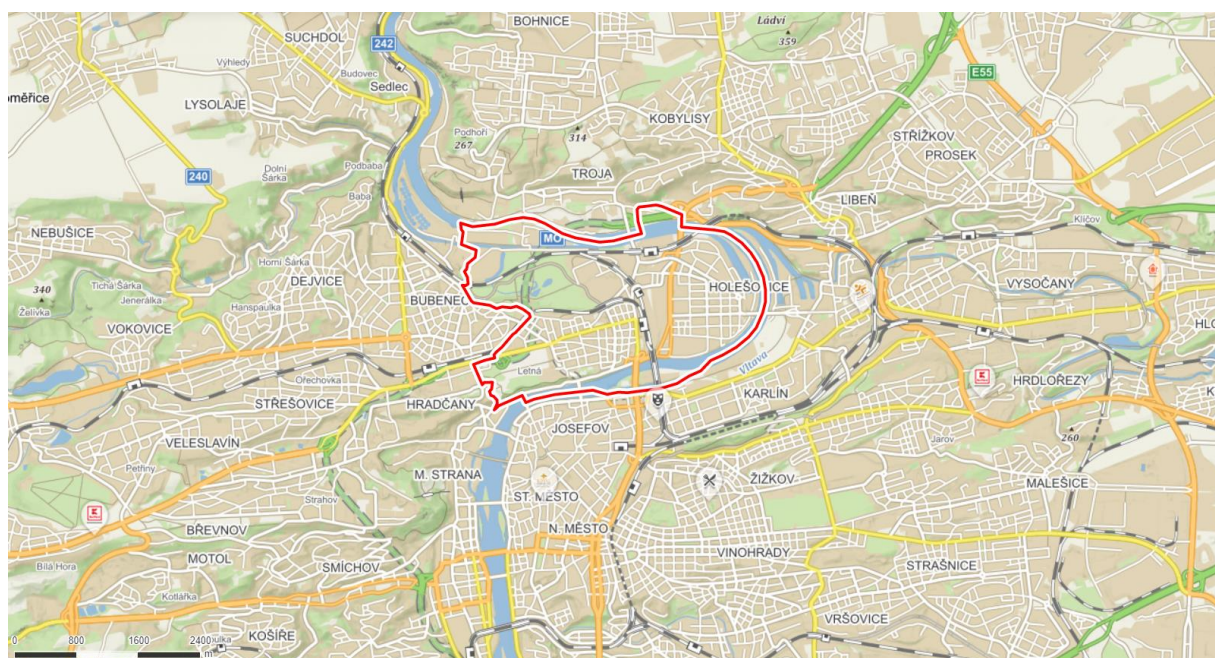 BOHNICE
Ládví
359
SUCHDOL
242
Výhledy
Budovec
Sedlec
E55
oměřice
LYSOLAJE
KOBYLISY
Podhoří
267
314
STŘÍŽKOV
PROSEK
Dolní
Šárka
Podbaba
TROJA
240
Baba
LIBEŇ
Klíčov
NEBUŠICE
MO
Horní Šárka
DEJVICE
340
Želivka
Tichá Šárka
Jenerálka
Hanspaulka
BUBENEČ
HOLEŠOVICE
VYSOČANY
VOKOVICE
HLO
Vltava
Letná
Ořechovka
STŘEŠOVICE
HRADČANY
KARLÍN
HRDLOŘEZY
K
JOSEFOV
VELESLAVÍN
Jarov
260
Petřiny
M. STRANA
ŽIŽKOV
MALEŠICE
Strahov
ST. MĚSTO
BŘEVNOV
N. MĚSTO
MOTOL
VINOHRADY
Bílá Hora
SMÍCHOV
STRAŠNICE
Kotlářka
VRŠOVICE
KOŠÍŘE
0 800 1600 2400
m